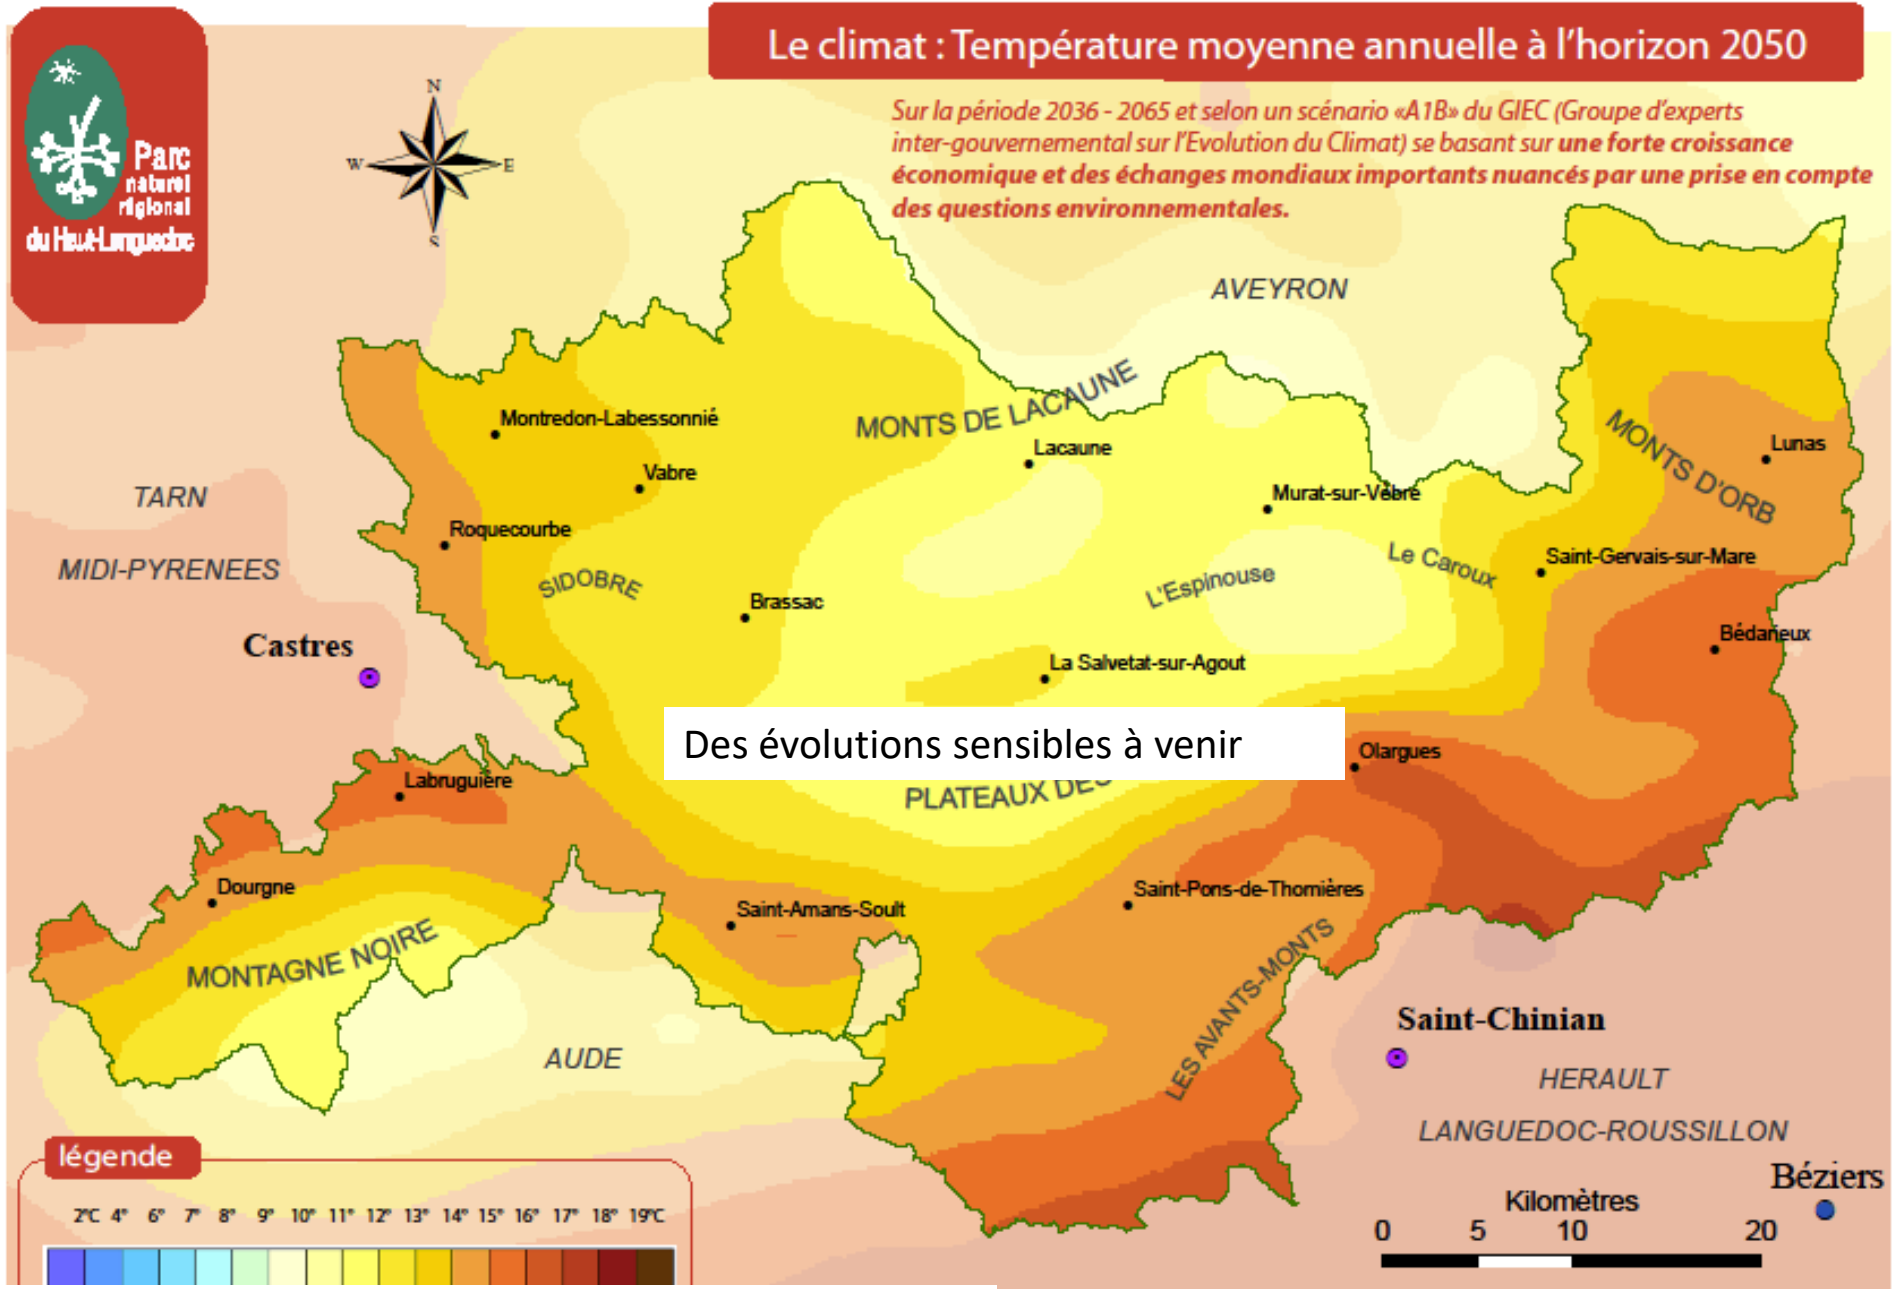 Parc
naturel
régional
du Haut-Languedoc
Le climat : Température moyenne annuelle à l'horizon 2050
Sur la période 2036 - 2065 et selon un scénario «A1B» du GIEC (Groupe d'experts
inter-gouvernemental sur l'Evolution du Climat) se basant sur une forte croissance
économique et des échanges mondiaux importants nuancés par une prise en compte
des questions environnementales.
N
W
E
S
AVEYRON
MONTS DE LACAUNE
Montredon-Labessonnié
Lacaune
Lunas
MONTS D'ORB
Vabre
TARN
Murat-sur-Vèbre
Roquecourbe
Le Caroux
Saint-Gervais-sur-Mare
MIDI-PYRENEES
SIDOBRE
L'Espinouse
Brassac
Bédarieux
Castres
La Salvetat-sur-Agout
Des évolutions sensibles à venir
Olargues
Labruguière
PLATEAUX DES
Dourgne
Saint-Pons-de-Thomières
Saint-Amans-Soult
MONTAGNE NOIRE
LES AVANTS-MONTS
Saint-Chinian
AUDE
HERAULT
LANGUEDOC-ROUSSILLON
légende
Béziers
Kilomètres
2°C 4° 6° 7° 8° 9° 10° 11° 12° 13° 14° 15° 16° 17° 18° 19°C
0 5 10 20